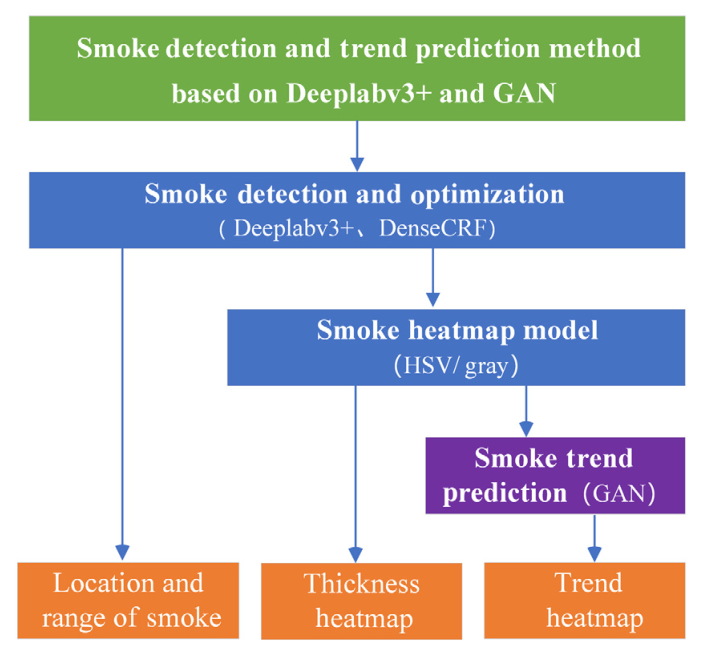 Smoke detection and trend prediction method
based on Deeplabv3+ and GAN
Smoke detection and optimization
( Deeplabv3+、DenseCRF)
Smoke heatmap model
(HSV/ gray)
Smoke trend
prediction（GAN）
Location and
range of smoke
Thickness
heatmap
Trend
heatmap